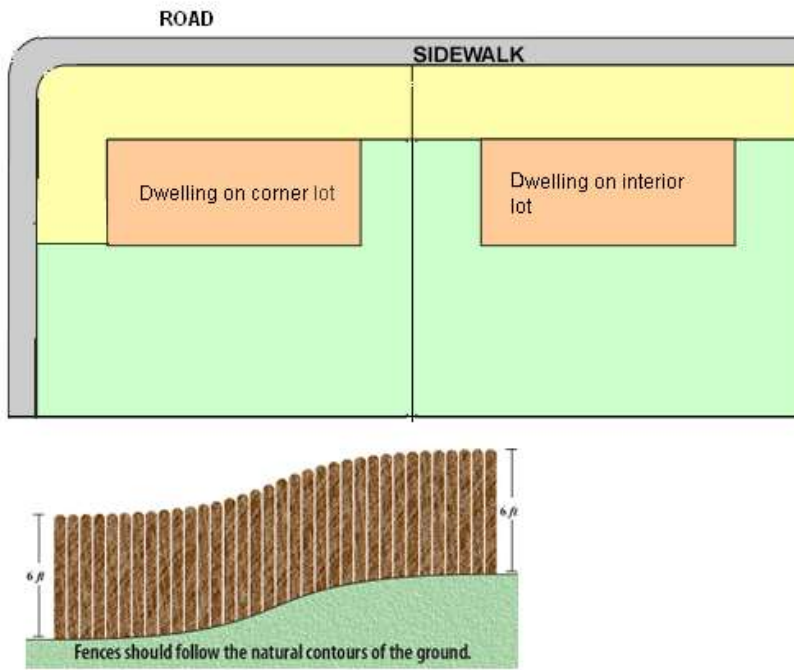 ROAD
SIDEWALK
Dwelling on corner lot
Dwelling on interior
lot
6 ft
6 ft
Fences should follow the natural contours of the ground.